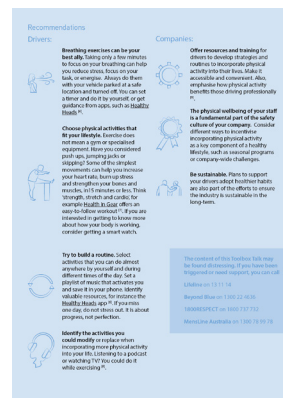 Recommendations
Drivers:
Breathing exercises can be your
best ally. Taking only a few minutes
to focus on your breathing can help
you reduce stress, focus on your
task, or energise. Always do them
with your vehicle parked at a safe
location and turned off. You can set
a timer and do it by yourself, or get
guidance from apps, such as Healthy
Heads
Choose physical activities that
fit your lifestyle. Exercise does
not mean a gym or specialised
equipment. Have you considered
push ups, jumping jacks or
skipping? Some of the simplest
movements can help you increase
your heart rate, burn up stress
and strengthen your bones and
muscles, in 15 minutes or less. Think
strength, stretch and cardio, for
example Health in Gear offers an
easy-to-follow workout. If you are
interested in getting to know more
about how your body is working,
consider getting a smart watch.
Try to build a routine. Select
activities that you can do almost
anywhere by yourself and during
different times of the day. Set a
playlist of music that activates you
and save it in your phone. Identify
valuable resources, for instance the
Healthy Heads app. If you miss
one day, do not stress out. It is about
progress, not perfection.
Identify the activities you
could modify or replace when
incorporating more physical activity
into your life. Listening to a podcast
or watching TV? You could do it
while exercising
Companies:
Offer resources and training for
drivers to develop strategies and
routines to incorporate physical
activity into their lives. Make it
accessible and convenient. Also,
emphasise how physical activity
benefits those driving professionally
The physical wellbeing of your staff
is a fundamental part of the safety
culture of your company. Consider
different ways to incentivise
incorporating physical activity
as a key component of a healthy
lifestyle, such as seasonal programs
or company-wide challenges.
Be sustainable. Plans to support
your drivers adopt healthier habits
are also part of the efforts to ensure
the industry is sustainable in the
long-term.
The content of this Toolbox Talk may
be found distressing. If you have been
triggered or need support, you can call
Lifeline on 13 11 14
Beyond Blue on 1300 22 4636
1800RESPECT on 1800 737 732
MensLine Australia on 1300 78 99 78